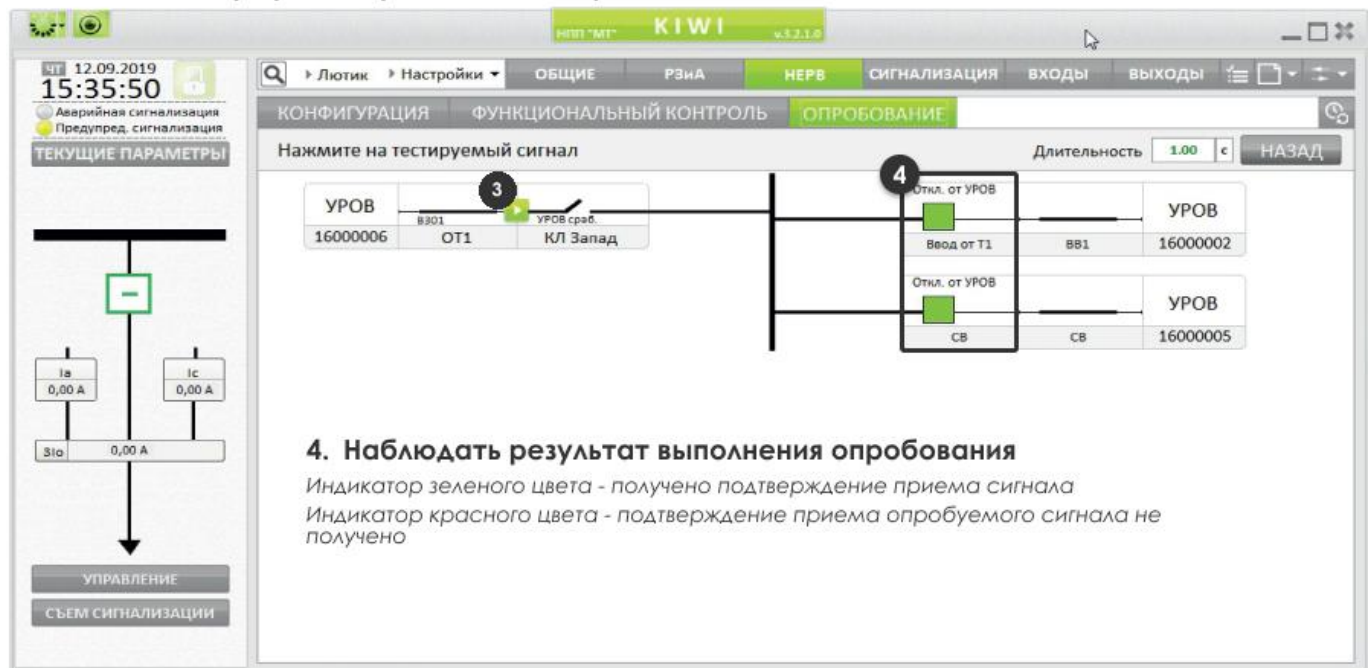 НПП "МТ" KIWI v.3.2.1.0
ЧТ 12.09.2019
15:35:50
Аварийная сигнализация
Предупред. сигнализация
ТЕКУЩИЕ ПАРАМЕТРЫ
Ia
0,00 A
Ic
0,00 A
3Io 0,00 A
УПРАВЛЕНИЕ
СЪЕМ СИГНАЛИЗАЦИИ
Лютик Настройки ОБЩИЕ РЗиА НЕРВ СИГНАЛИЗАЦИЯ ВХОДЫ ВЫХОДЫ
КОНФИГУРАЦИЯ ФУНКЦИОНАЛЬНЫЙ КОНТРОЛЬ ОПРОБОВАНИЕ
Нажмите на тестируемый сигнал Длительность 1.00 с НАЗАД
3
4
УРОВ В301 УРОВ сраб.
16000006 ОТ1 КЛ Запад
Откл. от УРОВ УРОВ
Ввод от Т1 ВВ1 16000002
Откл. от УРОВ УРОВ
СВ СВ 16000005
4. Наблюдать результат выполнения опробования
Индикатор зеленого цвета - получено подтверждение приема сигнала
Индикатор красного цвета - подтверждение приема опробуемого сигнала не
получено